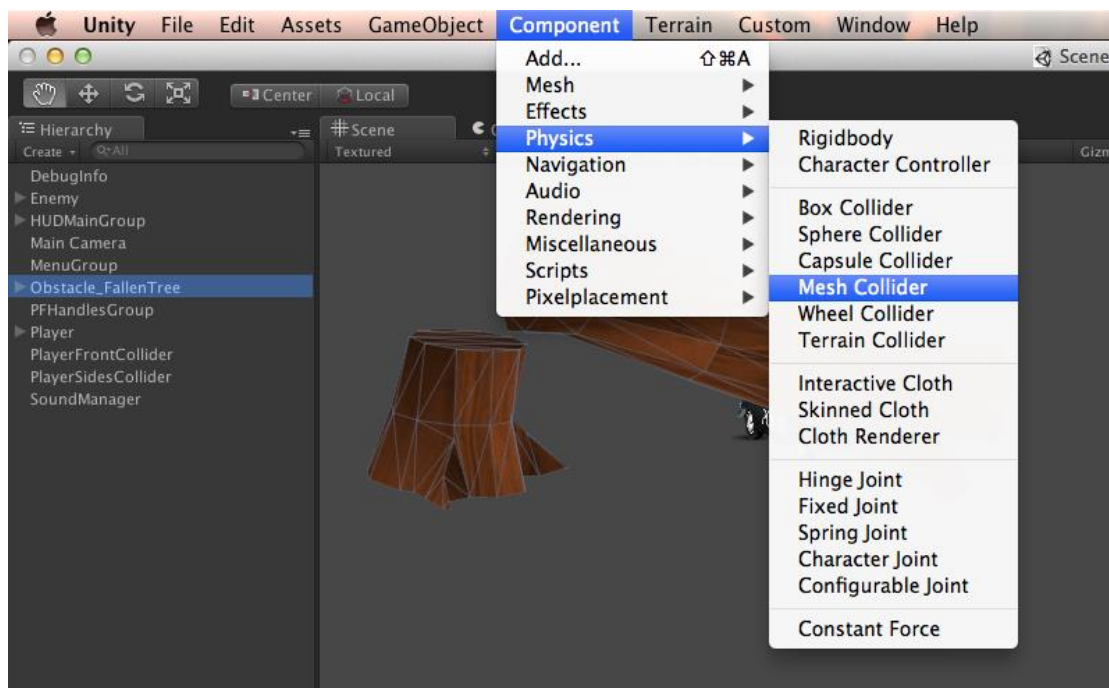 Unity File Edit Assets GameObject Component Terrain Custom Window Help
Scene
Center Local
Hierarchy
Create All
DebugInfo
Enemy
HUDMainGroup
Main Camera
MenuGroup
Obstacle_FallenTree
PFHandlesGroup
Player
PlayerFrontCollider
PlayerSidesCollider
SoundManager
Scene
Textured
Add... ⇧⌘A
Mesh
Effects
Physics
Navigation
Audio
Rendering
Miscellaneous
Scripts
Pixelplacement
Rigidbody
Character Controller
Box Collider
Sphere Collider
Capsule Collider
Mesh Collider
Wheel Collider
Terrain Collider
Interactive Cloth
Skinned Cloth
Cloth Renderer
Hinge Joint
Fixed Joint
Spring Joint
Character Joint
Configurable Joint
Constant Force